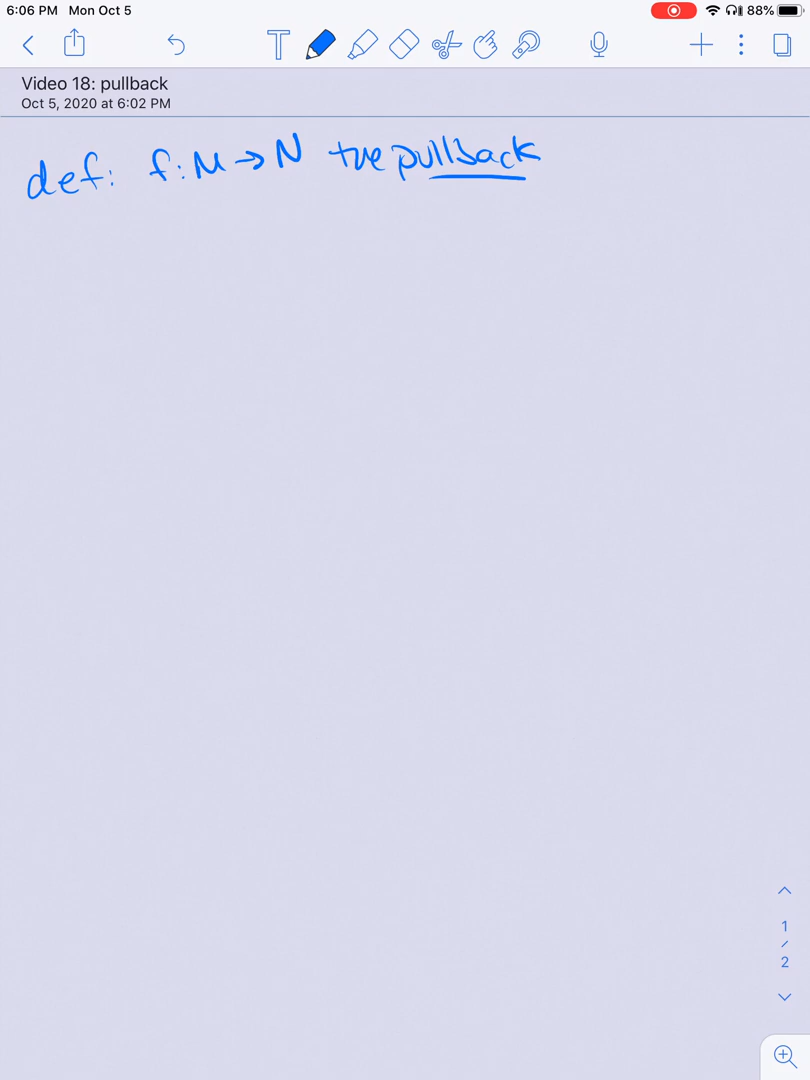 6:06 PM Mon Oct 5
88%
T
Video 18: pullback
Oct 5, 2020 at 6:02 PM
def: f: M → N the pullback
1
/
2